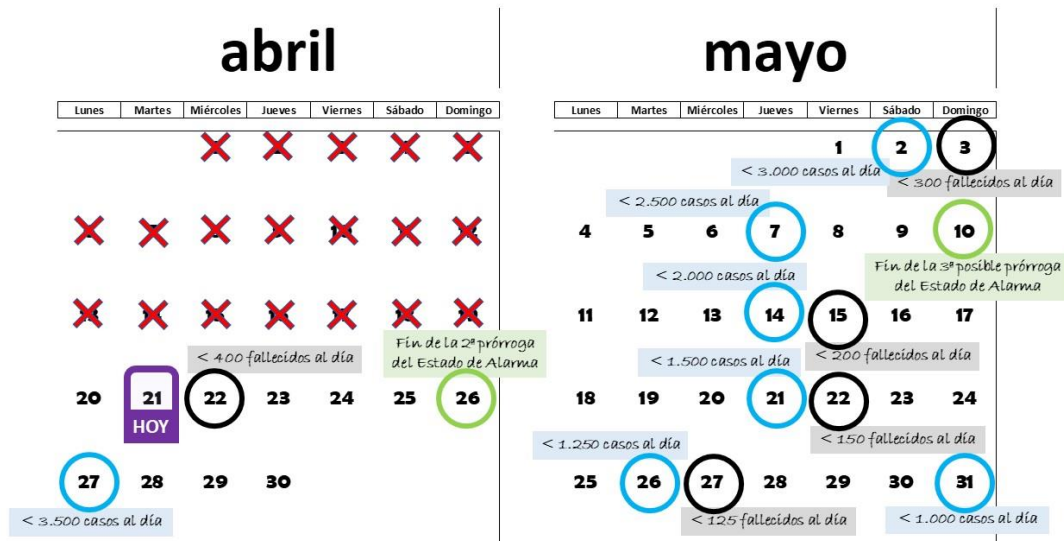 abril
Lunes Martes Miércoles Jueves Viernes Sábado Domingo
< 400 fallecidos al día
Fin de la 2ª prórroga
del Estado de Alarma
20 21 22 23 24 25 26
HOY
27 28 29 30
< 3.500 casos al día
mayo
Lunes Martes Miércoles Jueves Viernes Sábado Domingo
1 2 3
< 3.000 casos al día
< 300 fallecidos al día
< 2.500 casos al día
4 5 6 7 8 9 10
< 2.000 casos al día
Fin de la 3ª posible prórroga
del Estado de Alarma
11 12 13 14 15 16 17
< 1.500 casos al día
< 200 fallecidos al día
18 19 20 21 22 23 24
< 1.250 casos al día
< 150 fallecidos al día
25 26 27 28 29 30 31
< 125 fallecidos al día
< 1.000 casos al día